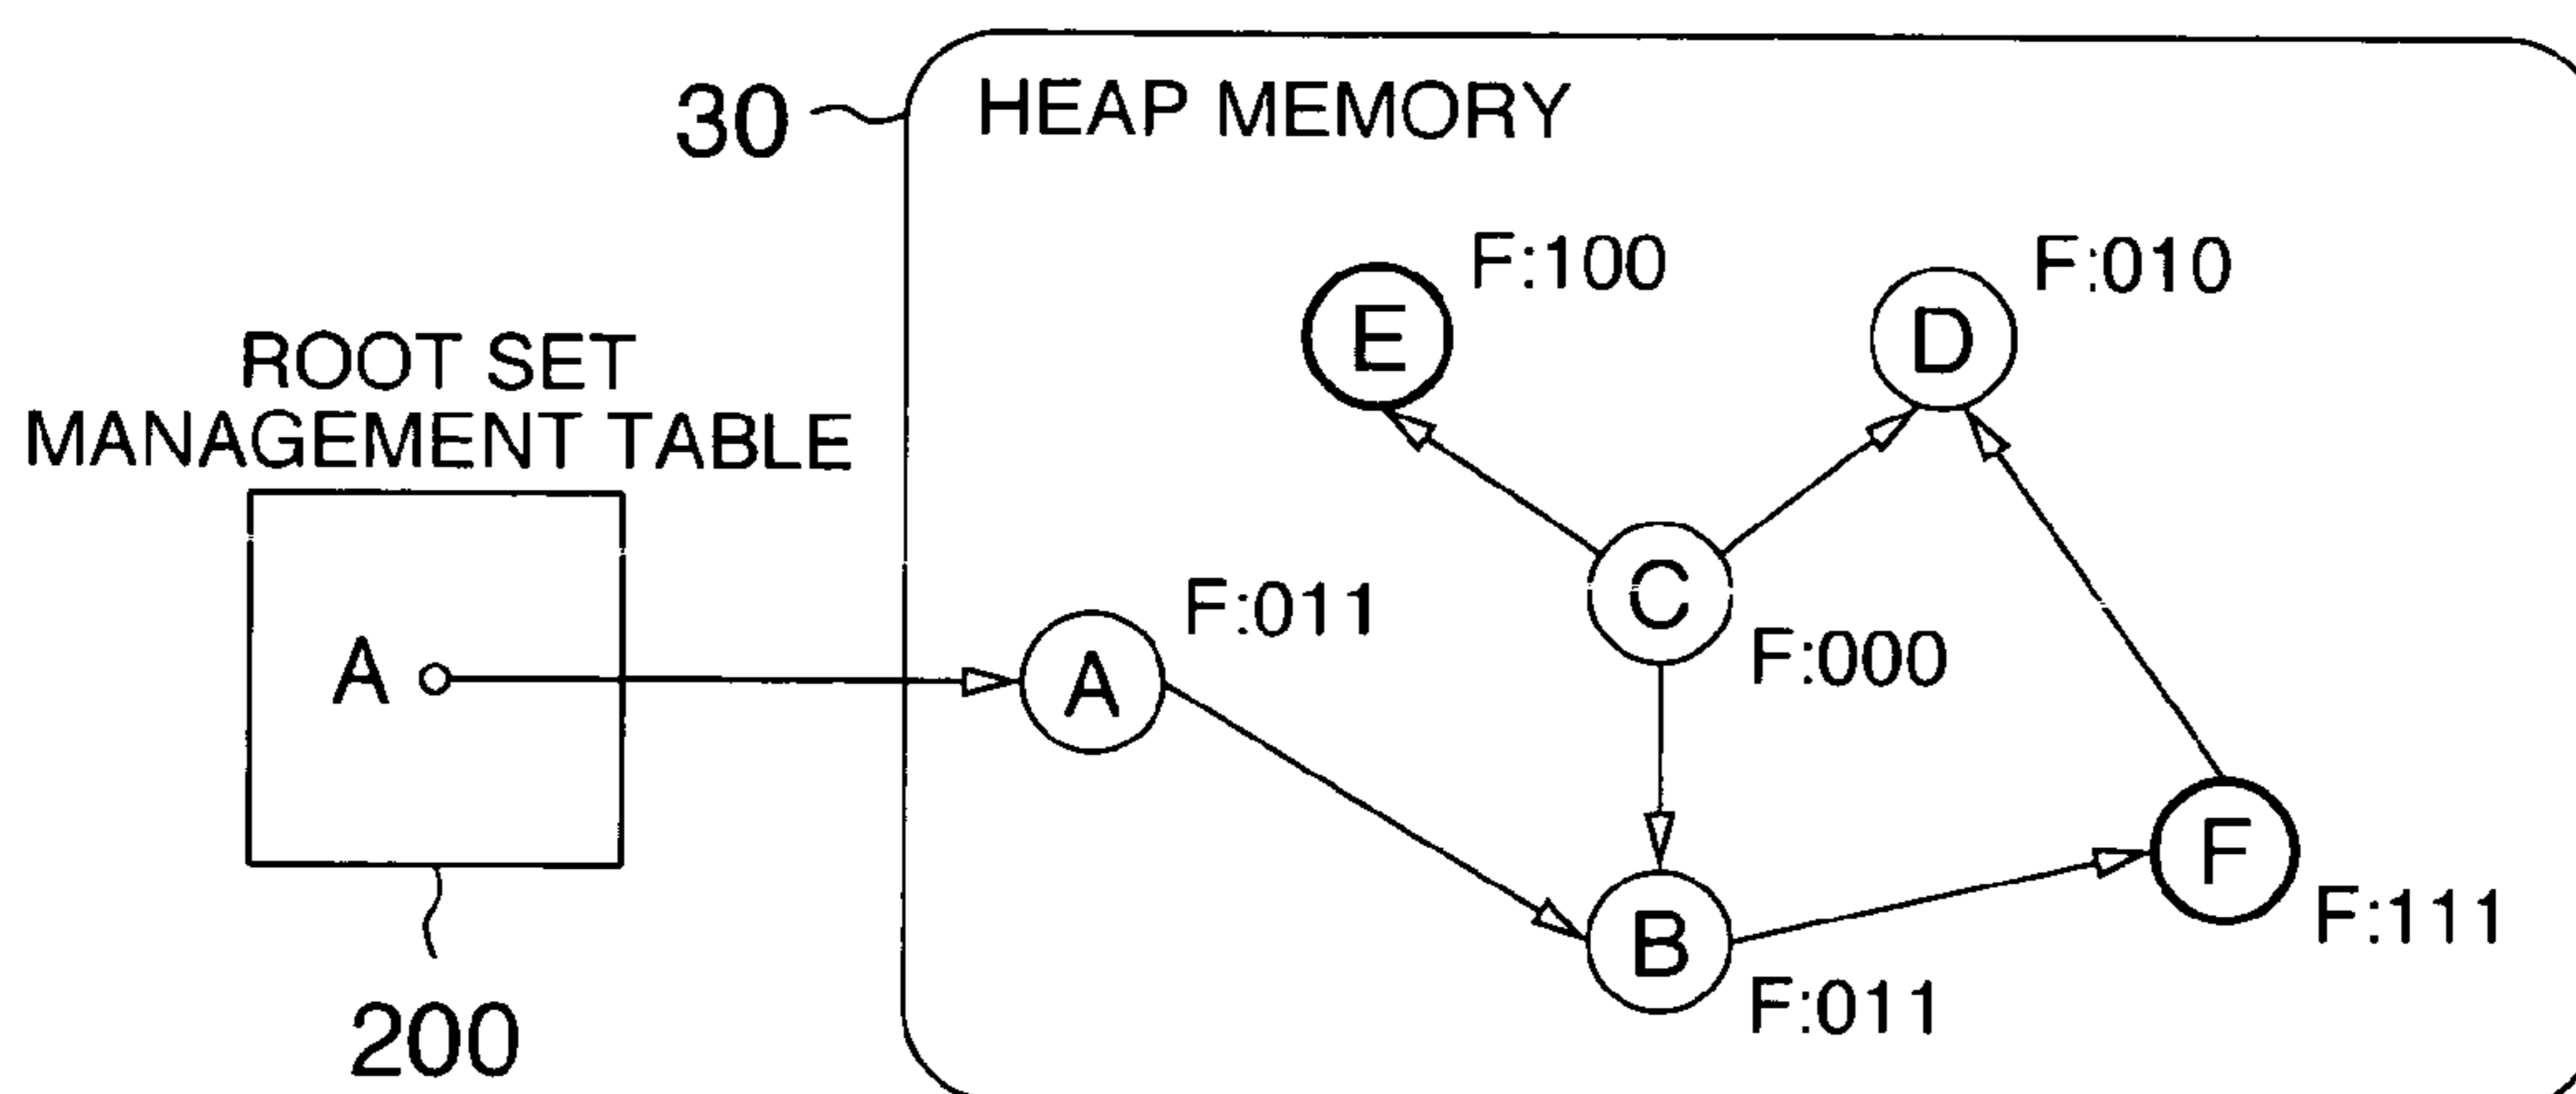 30
HEAP MEMORY
E
F:100
D
F:010
ROOT SET
MANAGEMENT TABLE
A
A
F:011
C
F:000
B
F:011
F
F:111
200